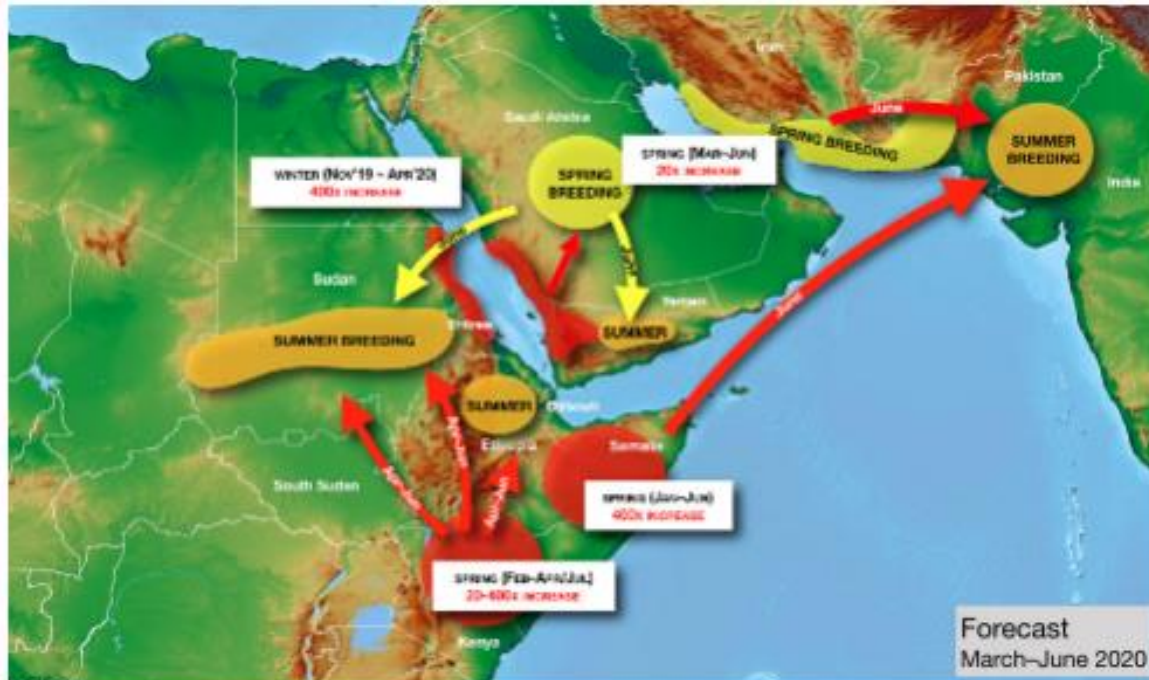 Iran
Pakistan
June
Saudi Arabia
SPRING BREEDING
SPRING (MAR–JUN)
20X INCREASE
SUMMER
BREEDING
WINTER (NOV'19 – APR'20)
400X INCREASE
SPRING
BREEDING
India
June
Sudan
Yemen
Eritrea
SUMMER
SUMMER BREEDING
June
SUMMER
Djibouti
Ethiopia
Somalia
South Sudan
SPRING (JAN–JUN)
400X INCREASE
SPRING (FEB–APR/JUL)
20-400X INCREASE
Kenya
Forecast
March–June 2020